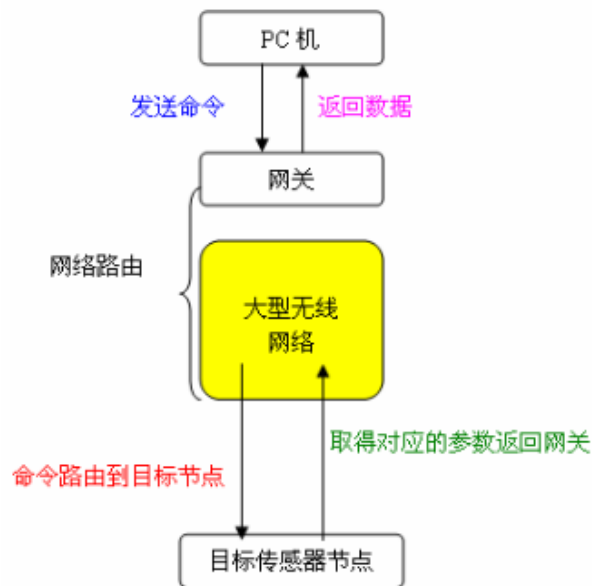 PC 机
发送命令
返回数据
网关
网络路由
大型无线
网络
取得对应的参数返回网关
命令路由到目标节点
目标传感器节点